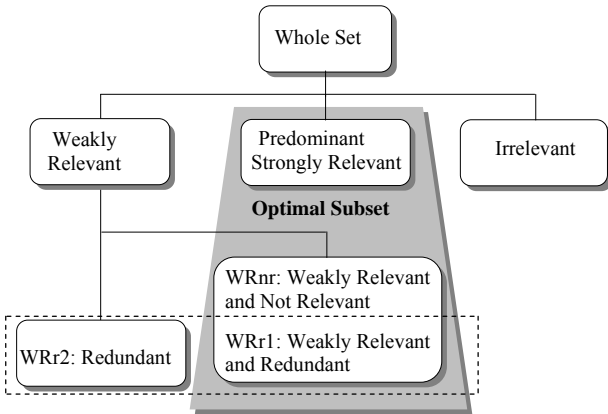 Whole Set
Weakly
Relevant
Predominant
Strongly Relevant
Irrelevant
Optimal Subset
WRnr: Weakly Relevant
and Not Relevant
WRr2: Redundant
WRr1: Weakly Relevant
and Redundant